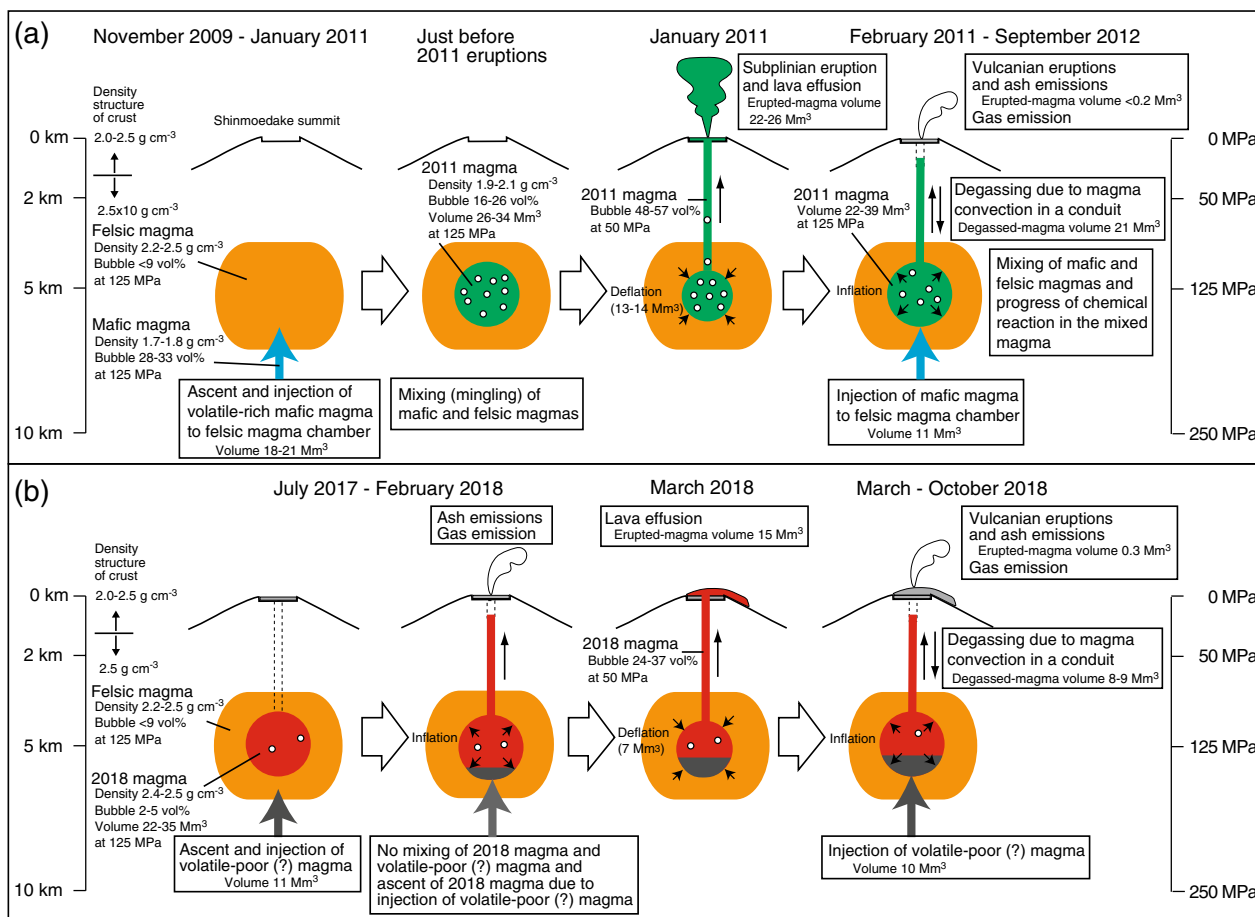 (a)
November 2009 - January 2011
Just before
2011 eruptions
January 2011
February 2011 - September 2012
Density
structure
of crust
2.0-2.5 g cm-3
2.5x10 g cm-3
0 km
2 km
5 km
10 km
Shinmoedake summit
Felsic magma
Density 2.2-2.5 g cm-3
Bubble <9 vol%
at 125 MPa
Mafic magma
Density 1.7-1.8 g cm-3
Bubble 28-33 vol%
at 125 MPa
Ascent and injection of
volatile-rich mafic magma
to felsic magma chamber
Volume 18-21 Mm3
2011 magma
Density 1.9-2.1 g cm-3
Bubble 16-26 vol%
Volume 26-34 Mm3
at 125 MPa
Mixing (mingling) of
mafic and felsic magmas
Subplinian eruption
and lava effusion
Erupted-magma volume
22-26 Mm3
2011 magma
Bubble 48-57 vol%
at 50 MPa
Deflation
(13-14 Mm3)
Vulcanian eruptions
and ash emissions
Erupted-magma volume <0.2 Mm3
Gas emission
2011 magma
Volume 22-39 Mm3
at 125 MPa
Inflation
Degassing due to magma
convection in a conduit
Degassed-magma volume 21 Mm3
Mixing of mafic and
felsic magmas and
progress of chemical
reaction in the mixed
magma
Injection of mafic magma
to felsic magma chamber
Volume 11 Mm3
0 MPa
50 MPa
125 MPa
250 MPa
(b)
July 2017 - February 2018
March 2018
March - October 2018
Density
structure
of crust
2.0-2.5 g cm-3
2.5 g cm-3
0 km
2 km
5 km
10 km
Felsic magma
Density 2.2-2.5 g cm-3
Bubble <9 vol%
at 125 MPa
2018 magma
Density 2.4-2.5 g cm-3
Bubble 2-5 vol%
Volume 22-35 Mm3
at 125 MPa
Ascent and injection of
volatile-poor (?) magma
Volume 11 Mm3
Ash emissions
Gas emission
Inflation
No mixing of 2018 magma and
volatile-poor (?) magma and
ascent of 2018 magma due to
injection of volatile-poor (?) magma
Lava effusion
Erupted-magma volume 15 Mm3
2018 magma
Bubble 24-37 vol%
at 50 MPa
Deflation
(7 Mm3)
Vulcanian eruptions
and ash emissions
Erupted-magma volume 0.3 Mm3
Gas emission
Inflation
Degassing due to magma
convection in a conduit
Degassed-magma volume 8-9 Mm3
Injection of volatile-poor (?) magma
Volume 10 Mm3
0 MPa
50 MPa
125 MPa
250 MPa